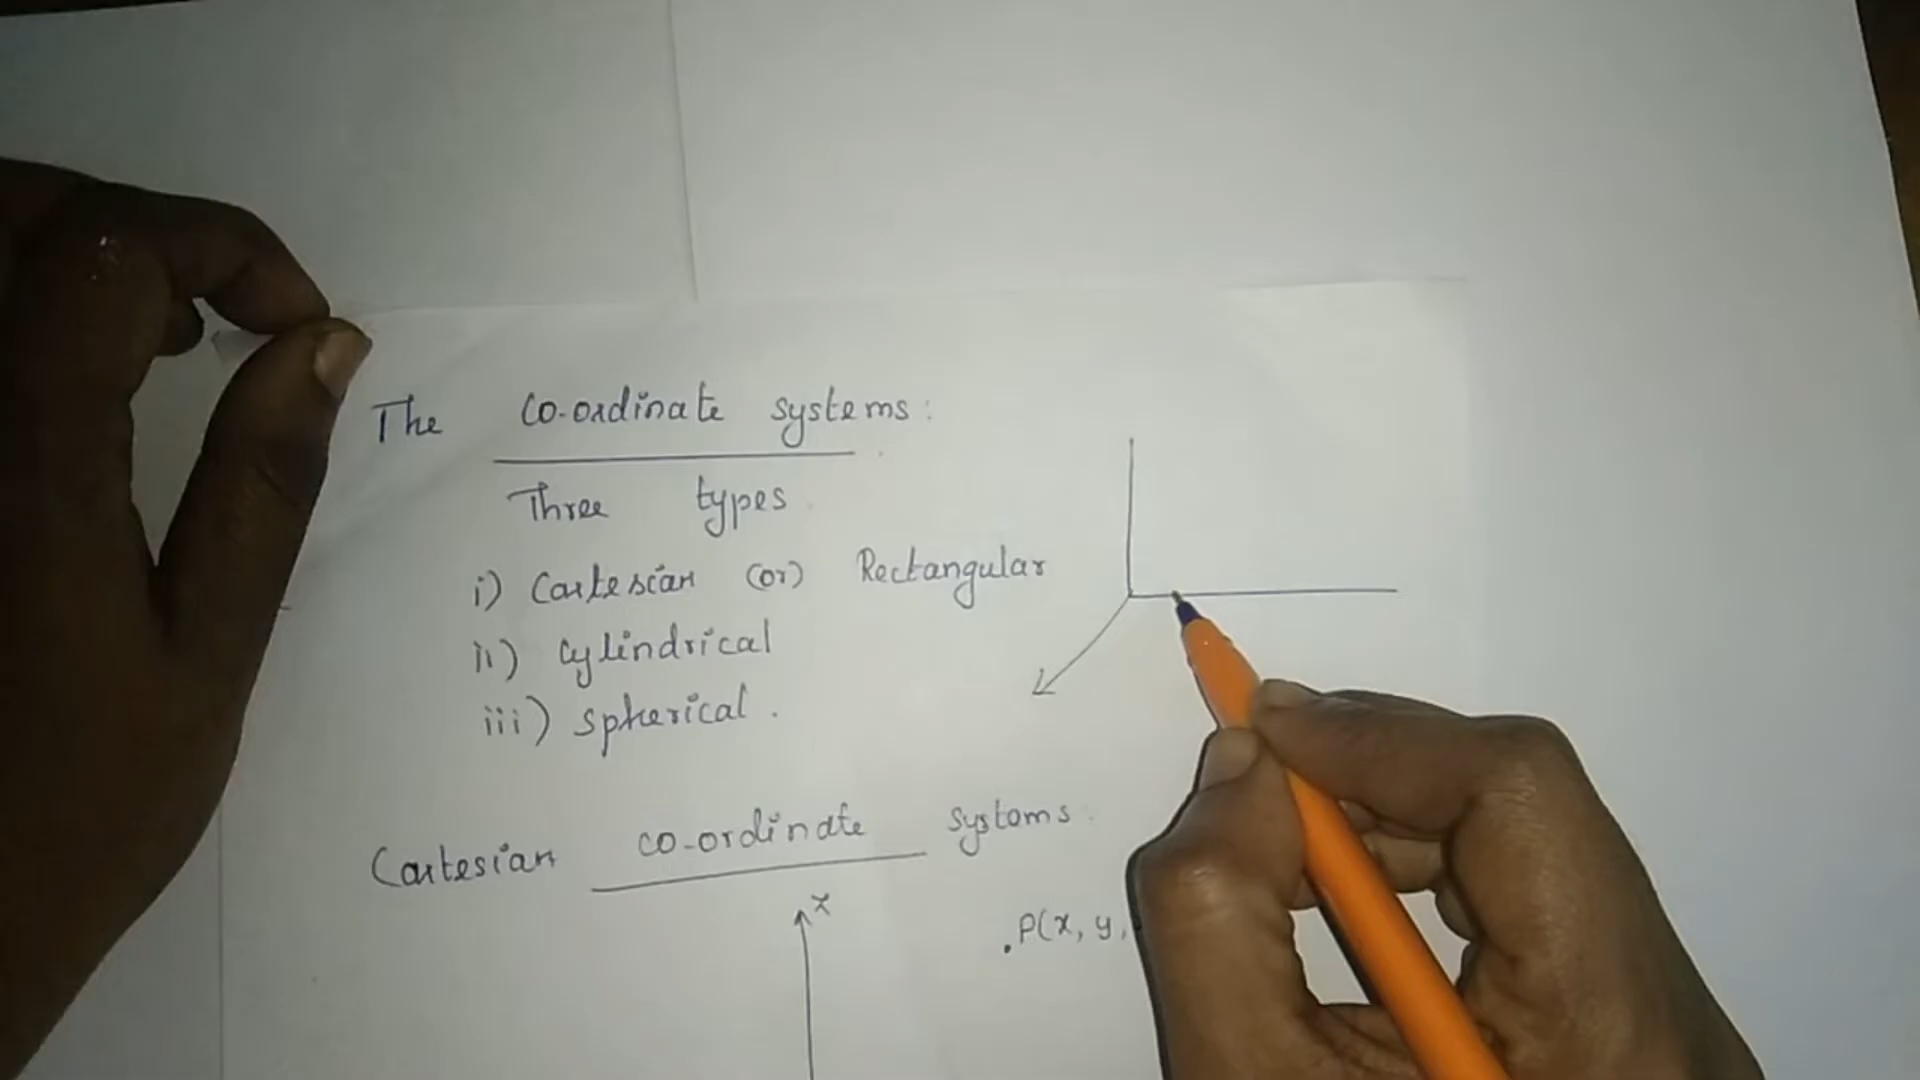 The co-ordinate systems:
Three types
i) Cartesian (or) Rectangular
ii) cylindrical
iii) spherical.
Cartesian co-ordinate systems:
z
.P(x, y,